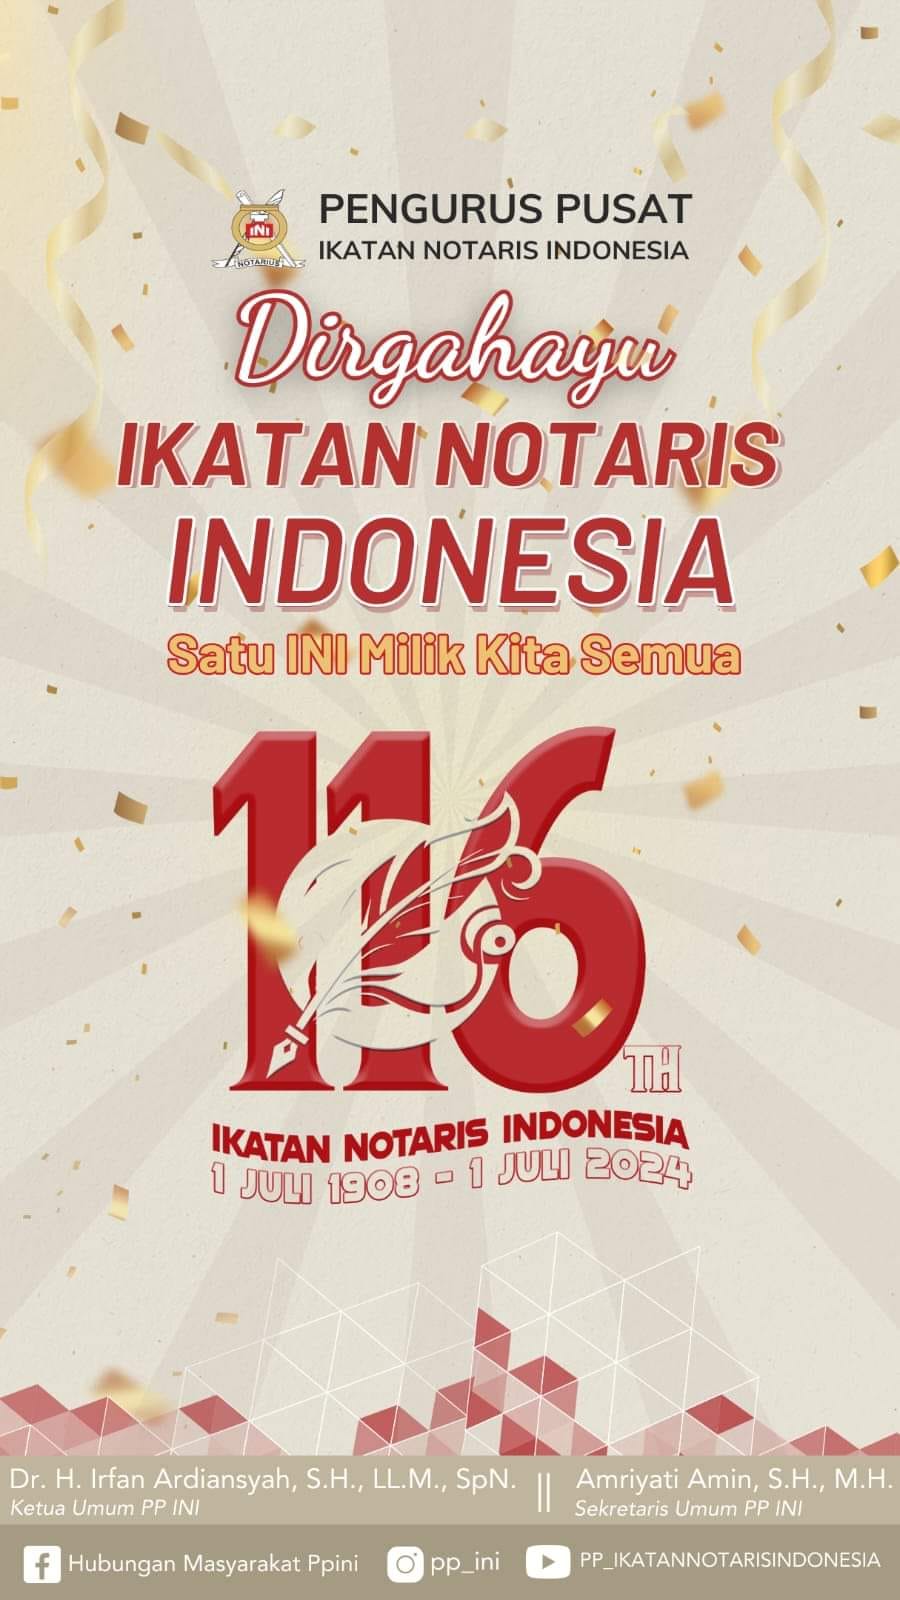 INI
NOTARIUS
PENGURUS PUSAT
IKATAN NOTARIS INDONESIA
Dirgahayu
IKATAN NOTARIS
INDONESIA
Satu INI Milik Kita Semua
116
TH
IKATAN NOTARIS INDONESIA
1 JULI 1908 - 1 JULI 2024
Dr. H. Irfan Ardiansyah, S.H., LL.M., SpN. || Amriyati Amin, S.H., M.H.
Ketua Umum PP INI Sekretaris Umum PP INI
Hubungan Masyarakat Ppini pp_ini PP_IKATANNOTARISINDONESIA